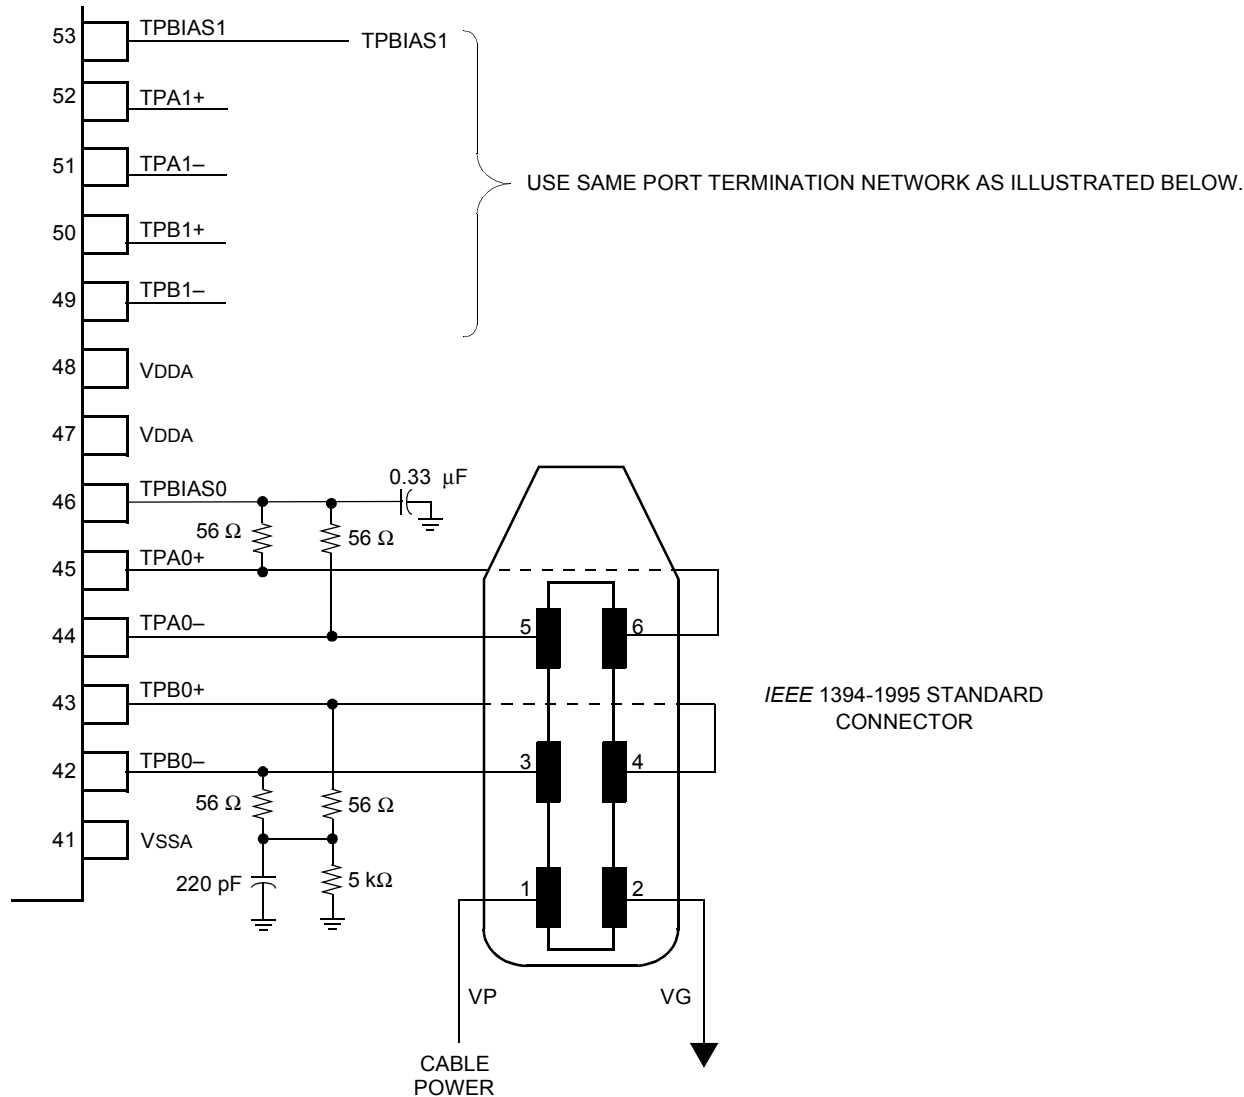 53 TPBIAS1 TPBIAS1
52 TPA1+
51 TPA1–
USE SAME PORT TERMINATION NETWORK AS ILLUSTRATED BELOW.
50 TPB1+
49 TPB1–
48 VDDA
47 VDDA
46 TPBIAS0
0.33 μF
56 Ω 56 Ω
45 TPA0+
44 TPA0–
5 6
43 TPB0+
IEEE 1394-1995 STANDARD
CONNECTOR
42 TPB0–
3 4
56 Ω 56 Ω
41 VSSA
220 pF 5 kΩ
1 2
VP VG
CABLE
POWER